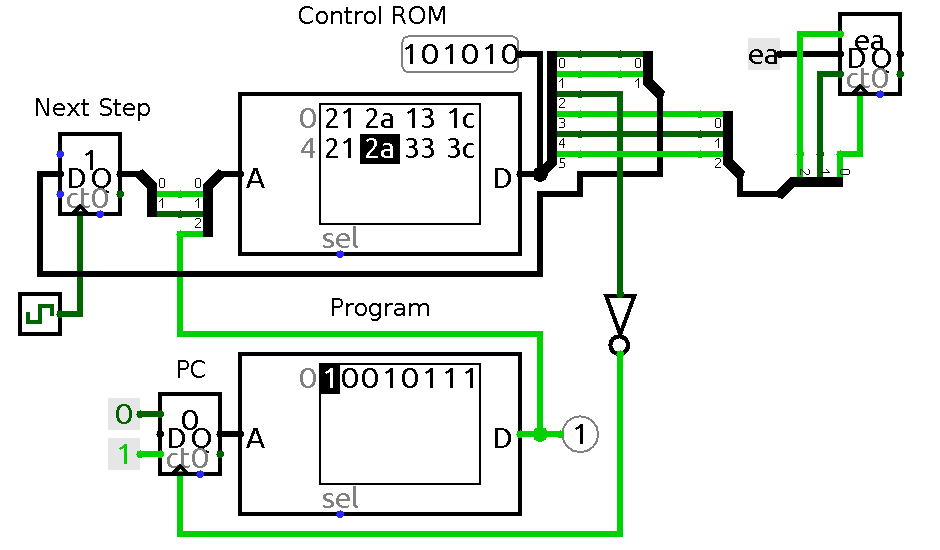 Control ROM
101010
ea
ea
D Q
ct0
0
1
2
3
4
5
0
1
0
1
2
2 1 0
Next Step
1
D Q
ct0
0
1
0
1
2
A
0 21 2a 13 1c
4 21 2a 33 3c
D
sel
Program
PC
0
1
0
D Q
ct0
A
0 10010111
D
1
sel